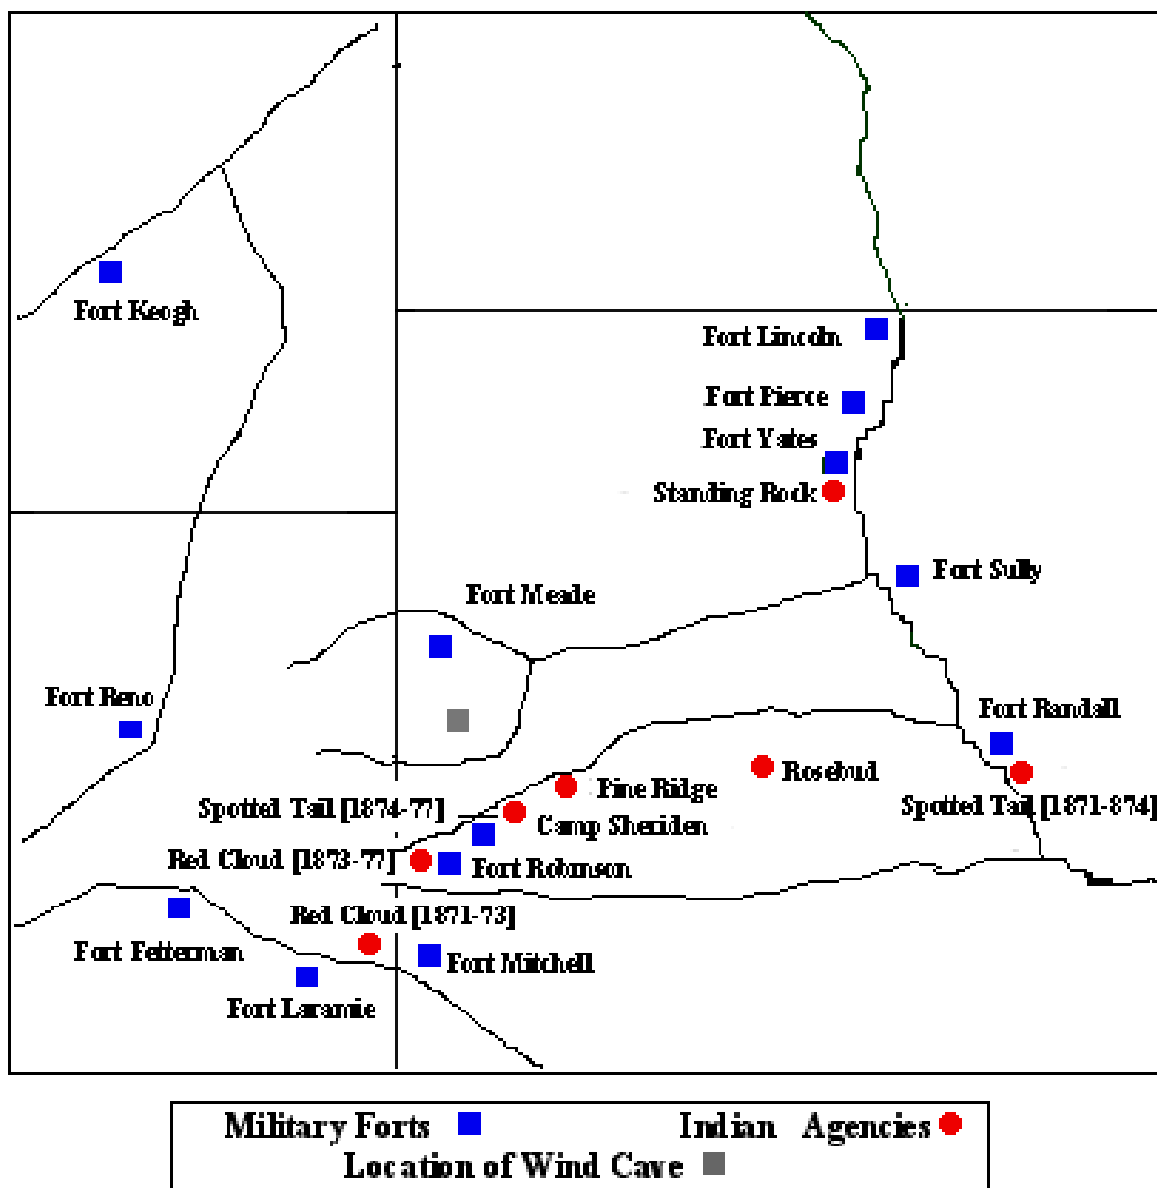 Fort Keogh
Fort Lincoln
Fort Pierce
Fort Yates
Standing Rock
Fort Sully
Fort Meade
Fort Reno
Fort Randall
Rosebud
Pine Ridge
Spotted Tail [1874-77]
Spotted Tail [1871-874]
Camp Sheriden
Red Cloud [1873-77]
Fort Robinson
Red Cloud [1871-73]
Fort Fetterman
Fort Mitchell
Fort Laramie
Military Forts
Indian Agencies
Location of Wind Cave